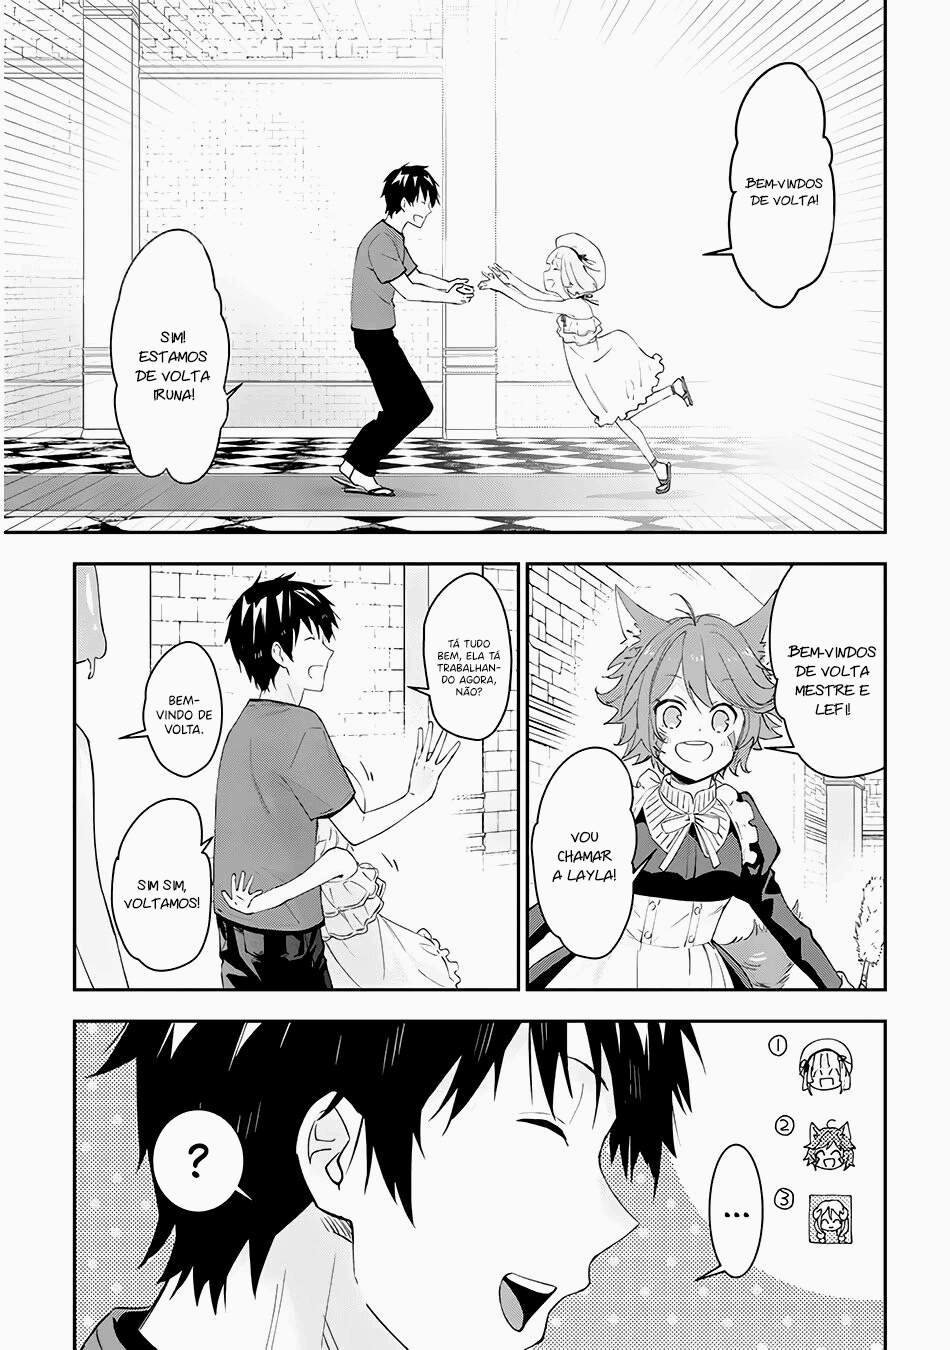 BEM-VINDOS
DE VOLTA!
SIM!
ESTAMOS
DE VOLTA
IRUNA!
BEM-VINDOS
DE VOLTA
MESTRE E
LEFI!
VOU
CHAMAR
A LAYLA!
TÁ TUDO
BEM, ELA TÁ
TRABALHAN-
DO AGORA,
NÃO?
BEM-
VINDO DE
VOLTA.
SIM SIM,
VOLTAMOS!
1
2
3
...
?